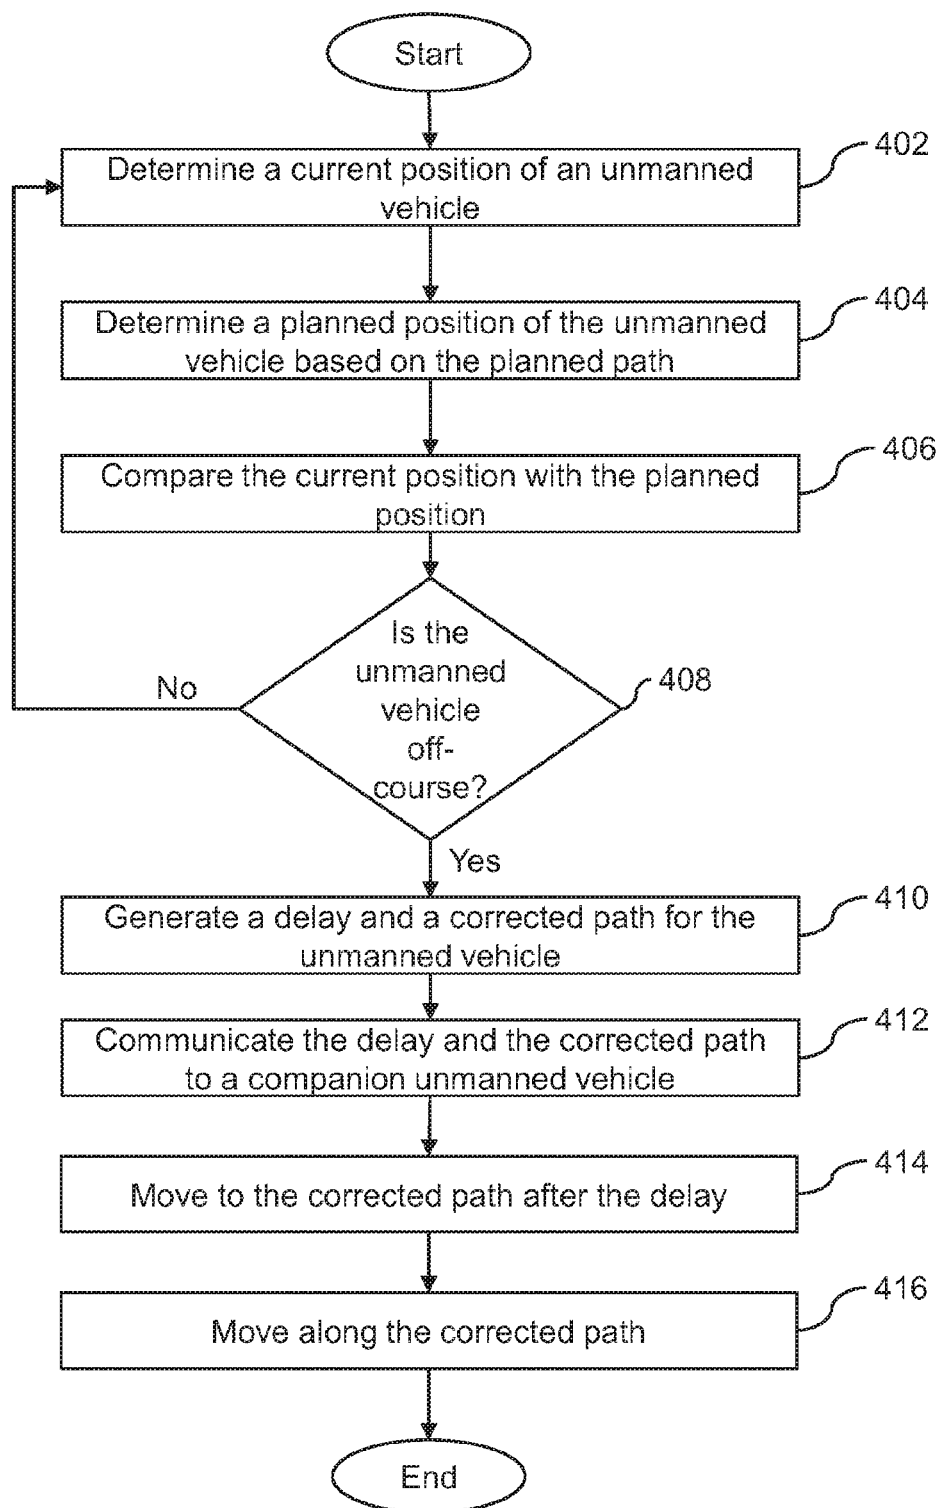 Start
Determine a current position of an unmanned
vehicle
402
Determine a planned position of the unmanned
vehicle based on the planned path
404
Compare the current position with the planned
position
406
Is the
unmanned
vehicle
off-
course?
408
No
Yes
Generate a delay and a corrected path for the
unmanned vehicle
410
Communicate the delay and the corrected path
to a companion unmanned vehicle
412
Move to the corrected path after the delay
414
Move along the corrected path
416
End